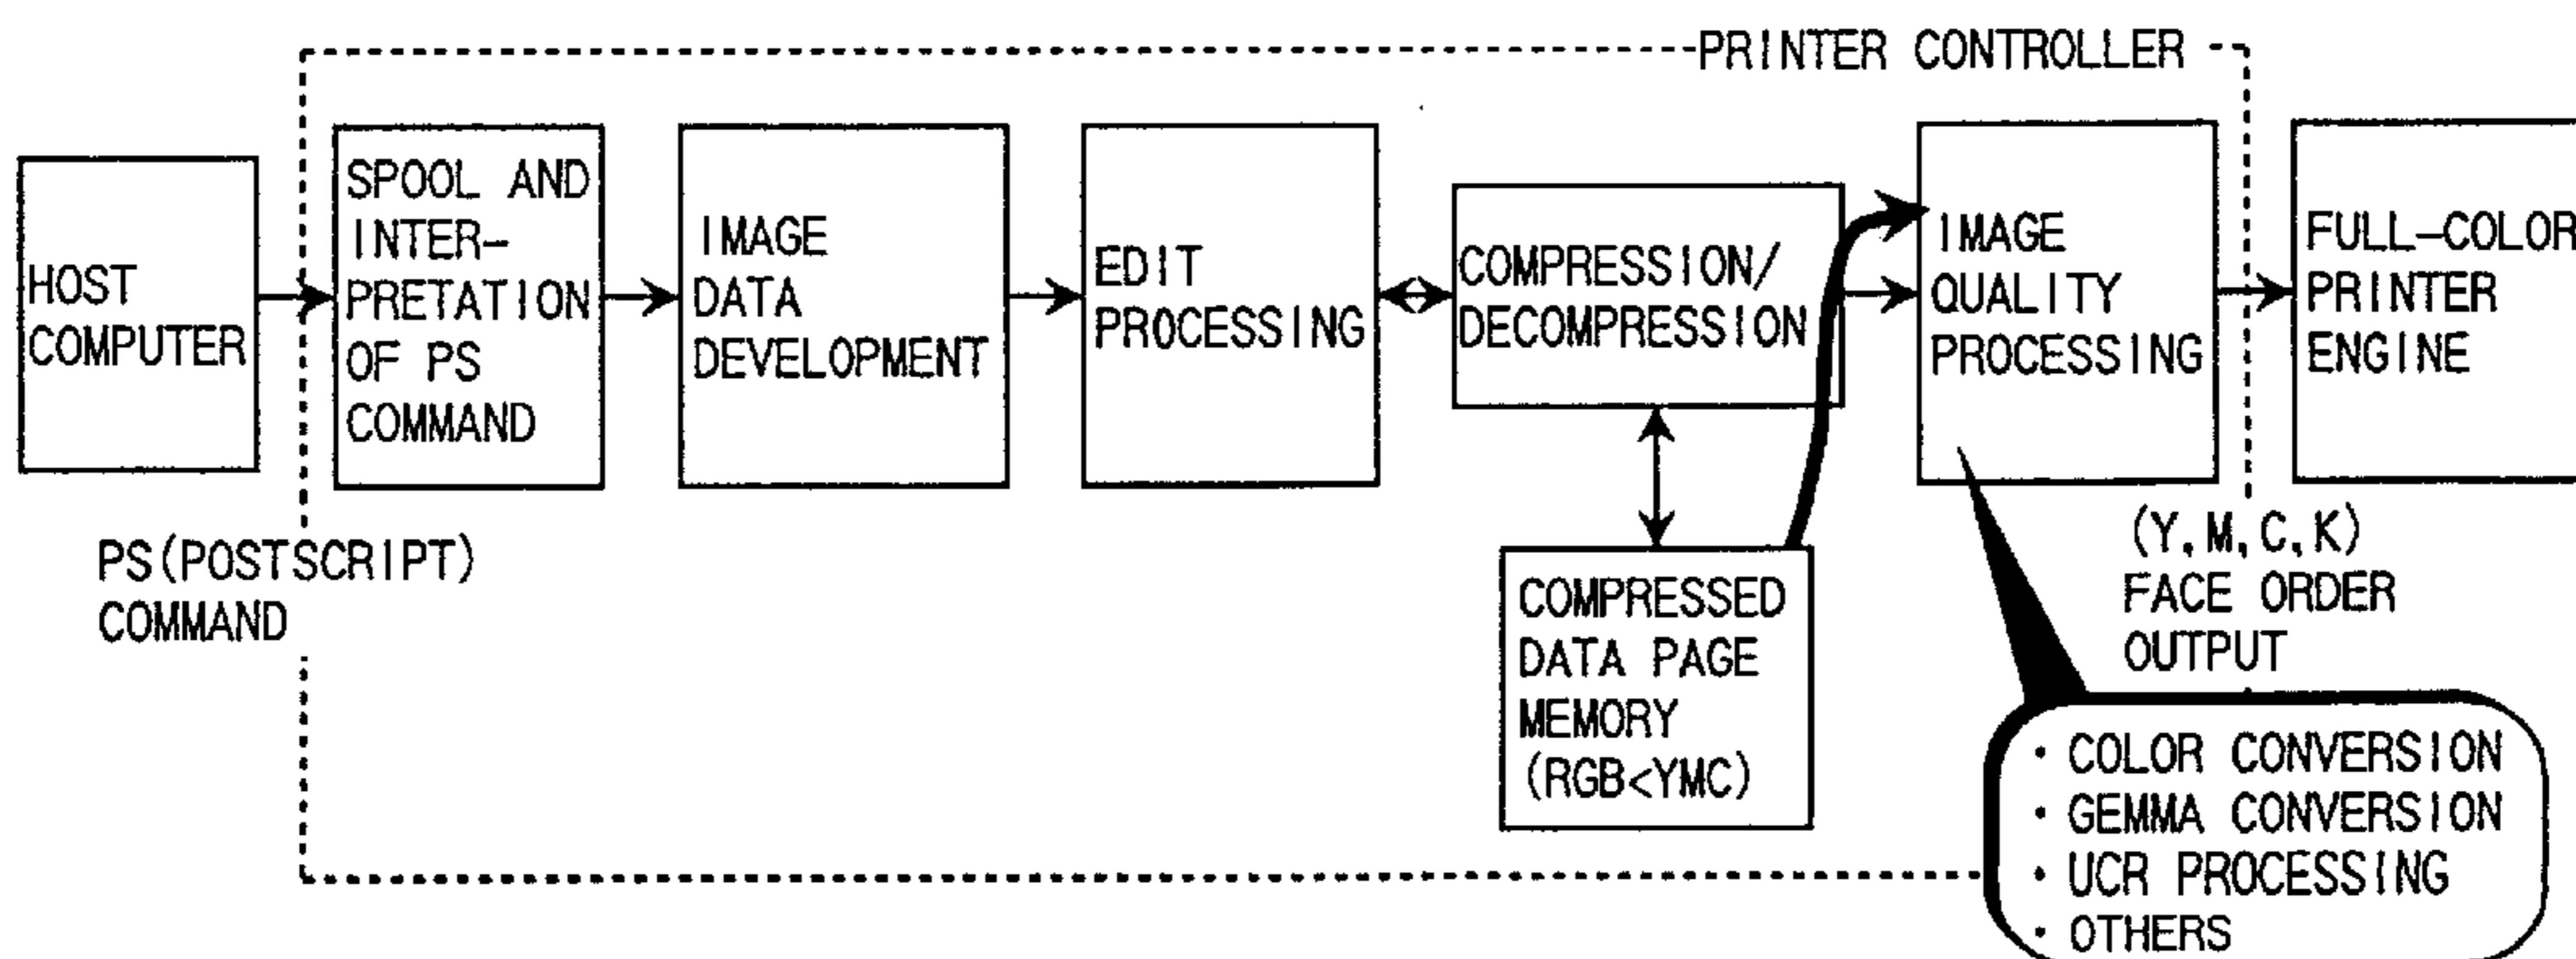 PRINTER CONTROLLER
HOST
COMPUTER
SPOOL AND
INTER-
PRETATION
OF PS
COMMAND
IMAGE
DATA
DEVELOPMENT
EDIT
PROCESSING
COMPRESSION/
DECOMPRESSION
IMAGE
QUALITY
PROCESSING
FULL-COLOR
PRINTER
ENGINE
PS(POSTSCRIPT)
COMMAND
COMPRESSED
DATA PAGE
MEMORY
(RGB<YMC)
(Y,M,C,K)
FACE ORDER
OUTPUT
· COLOR CONVERSION
· GEMMA CONVERSION
· UCR PROCESSING
· OTHERS